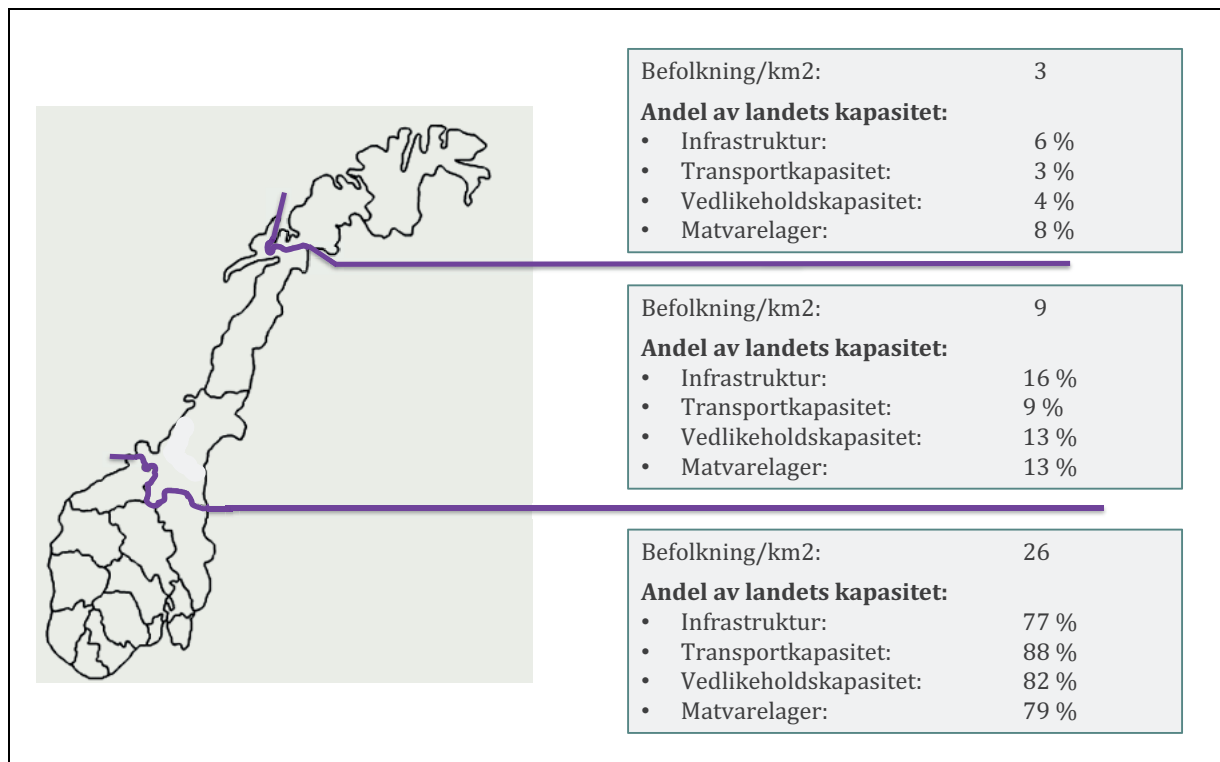 Befolkning/km2: 3
Andel av landets kapasitet:
• Infrastruktur: 6 %
• Transportkapasitet: 3 %
• Vedlikeholdskapasitet: 4 %
• Matvarelager: 8 %
Befolkning/km2: 9
Andel av landets kapasitet:
• Infrastruktur: 16 %
• Transportkapasitet: 9 %
• Vedlikeholdskapasitet: 13 %
• Matvarelager: 13 %
Befolkning/km2: 26
Andel av landets kapasitet:
• Infrastruktur: 77 %
• Transportkapasitet: 88 %
• Vedlikeholdskapasitet: 82 %
• Matvarelager: 79 %